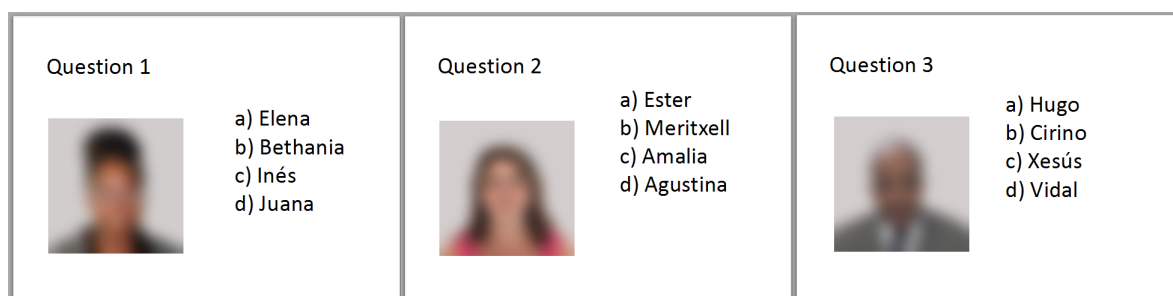 Question 1
a) Elena
b) Bethania
c) Inés
d) Juana
Question 2
a) Ester
b) Meritxell
c) Amalia
d) Agustina
Question 3
a) Hugo
b) Cirino
c) Xesús
d) Vidal